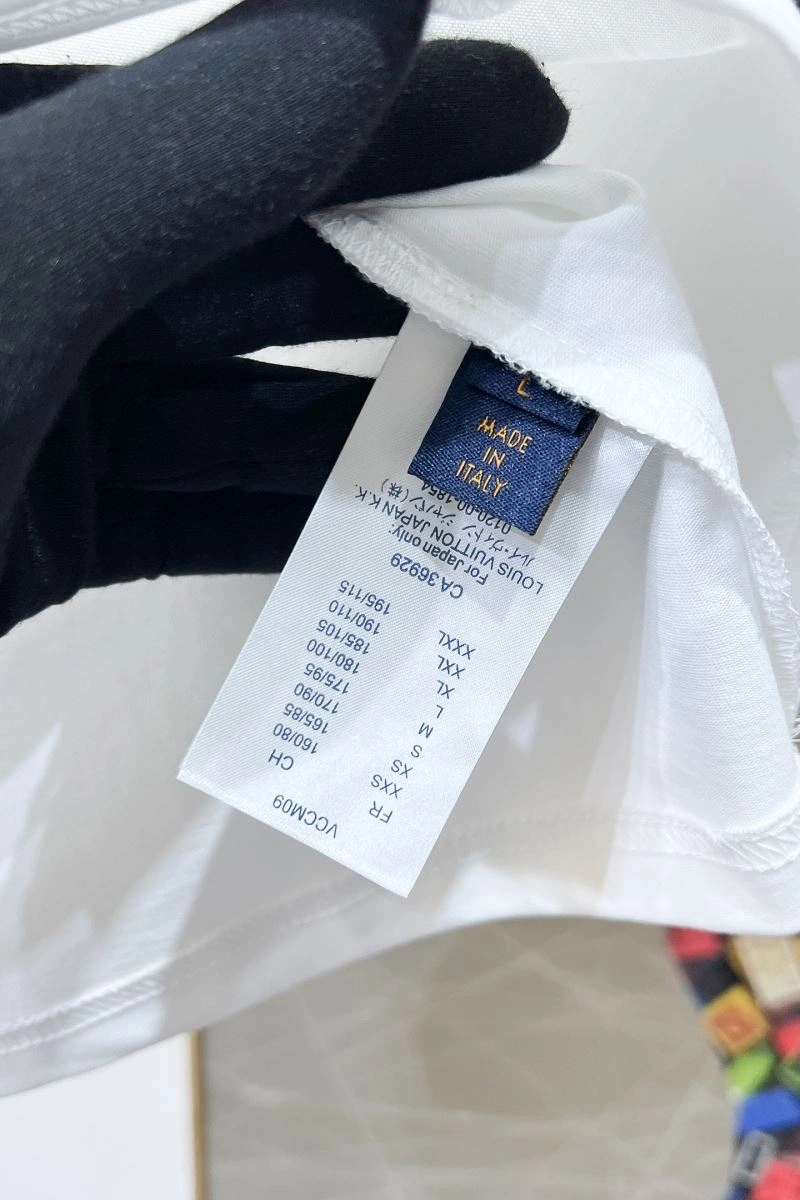 L
MADE
IN
ITALY
VCCM09
FR CH
XXS 160/80
XS 165/85
S 170/90
M 175/95
L 180/100
XL 185/105
XXL 190/110
XXXL 195/115
CA 36929
For Japan only:
LOUIS VUITTON JAPAN K.K.
ルイ・ヴィトン ジャパン(株)
0120-00-1854